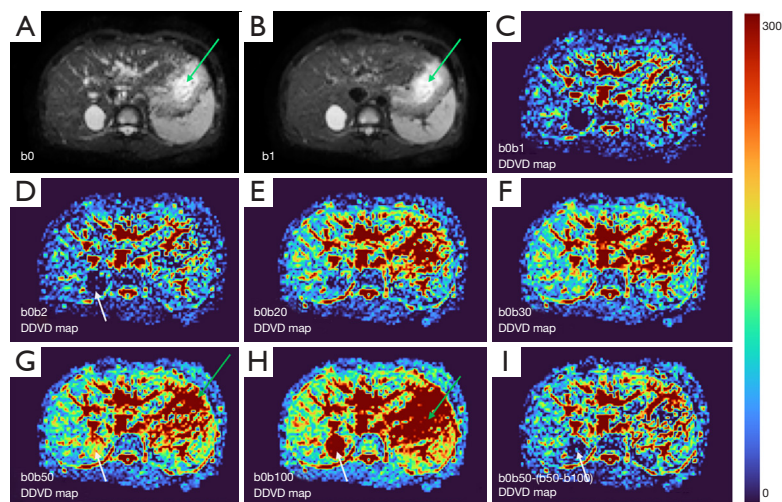 A
b0
B
b1
C
b0b1
DDVD map
300
0
D
b0b2
DDVD map
E
b0b20
DDVD map
F
b0b30
DDVD map
G
b0b50
DDVD map
H
b0b100
DDVD map
I
b0b50-(b50-b100)
DDVD map